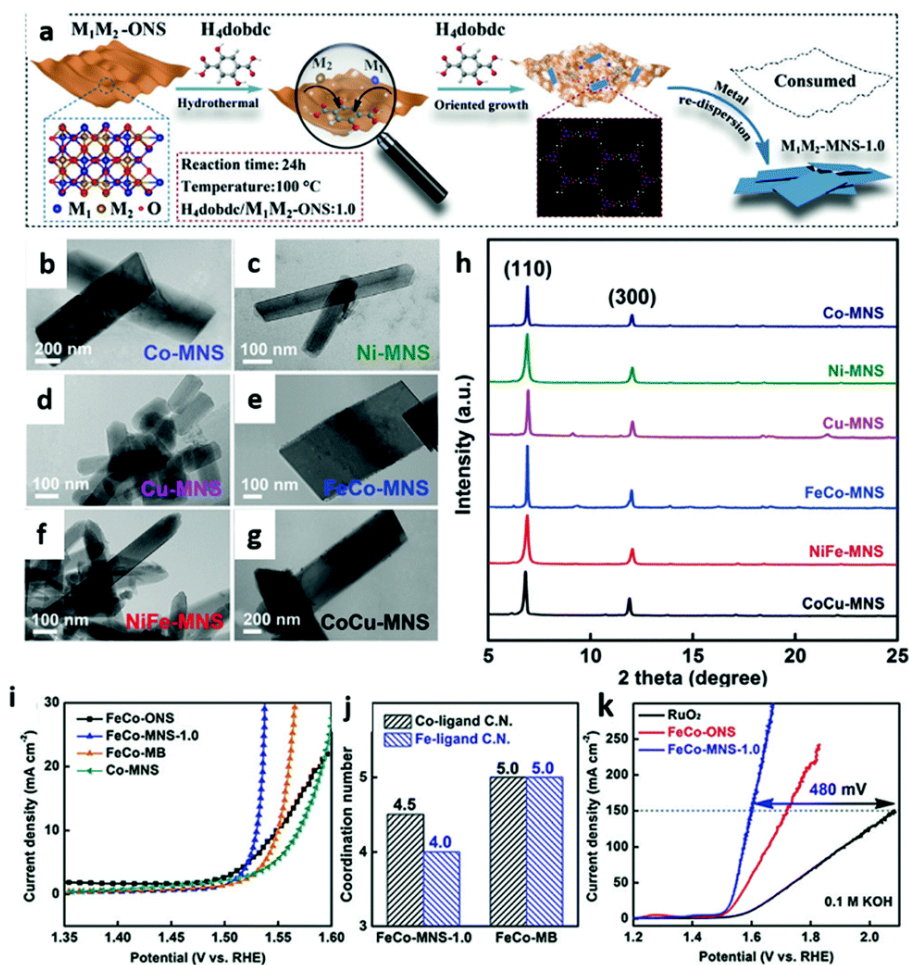 a
M₁M₂-ONS
H₄dobdc
Hydrothermal
M₂
M₁
H₄dobdc
Oriented growth
Metal
re-dispersion
Consumed
M₁M₂-MNS-1.0
M₁ M₂ O
Reaction time: 24h
Temperature:100 °C
H₄dobdc/M₁M₂-ONS:1.0
b
200 nm
Co-MNS
c
100 nm
Ni-MNS
d
100 nm
Cu-MNS
e
100 nm
FeCo-MNS
f
100 nm
NiFe-MNS
g
200 nm
CoCu-MNS
h
(110)
(300)
Co-MNS
Ni-MNS
Cu-MNS
FeCo-MNS
NiFe-MNS
CoCu-MNS
Intensity (a.u.)
5 10 15 20 25
2 theta (degree)
i
FeCo-ONS
FeCo-MNS-1.0
FeCo-MB
Co-MNS
Current density (mA cm⁻²)
30
20
10
0
1.35 1.40 1.45 1.50 1.55 1.60
Potential (V vs. RHE)
j
Co-ligand C.N.
Fe-ligand C.N.
Coordination number
5
4
3
4.5
4.0
5.0 5.0
FeCo-MNS-1.0 FeCo-MB
k
RuO₂
FeCo-ONS
FeCo-MNS-1.0
480 mV
0.1 M KOH
Current density (mA cm⁻²)
300
250
200
150
100
50
0
1.2 1.4 1.6 1.8 2.0
Potential (V vs. RHE)